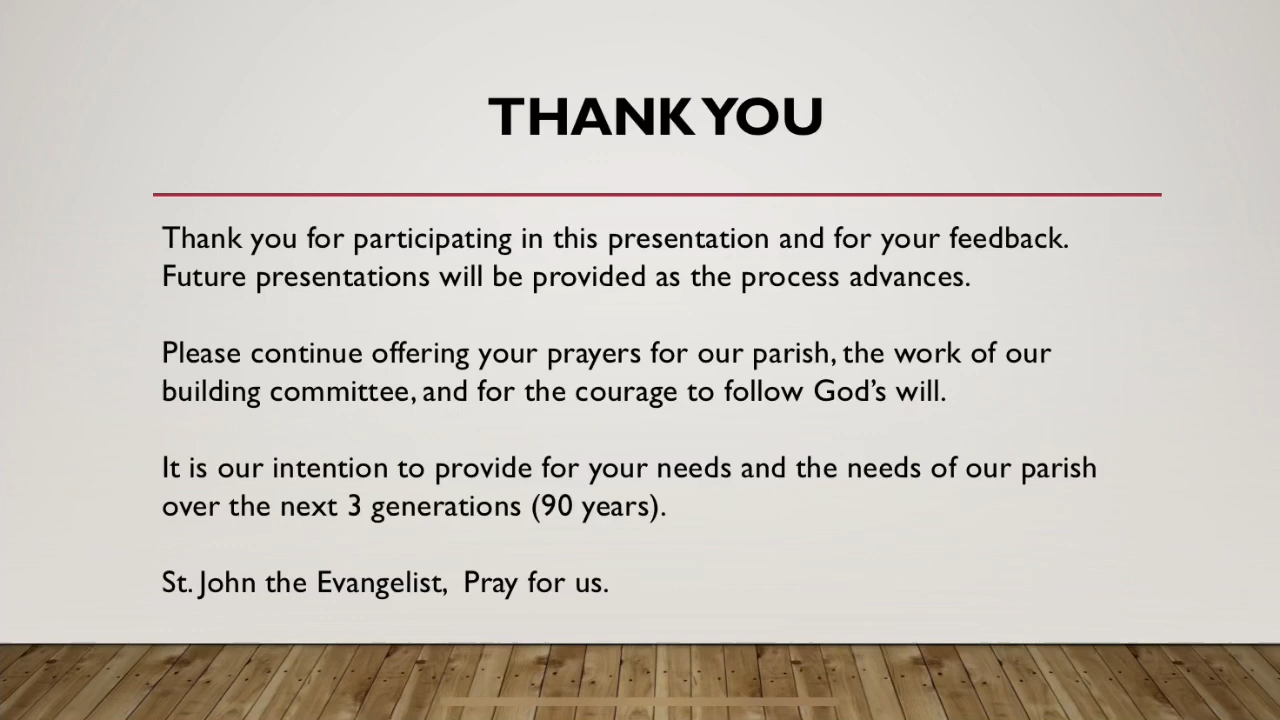 THANK YOU
Thank you for participating in this presentation and for your feedback.
Future presentations will be provided as the process advances.
Please continue offering your prayers for our parish, the work of our
building committee, and for the courage to follow God’s will.
It is our intention to provide for your needs and the needs of our parish
over the next 3 generations (90 years).
St. John the Evangelist,  Pray for us.